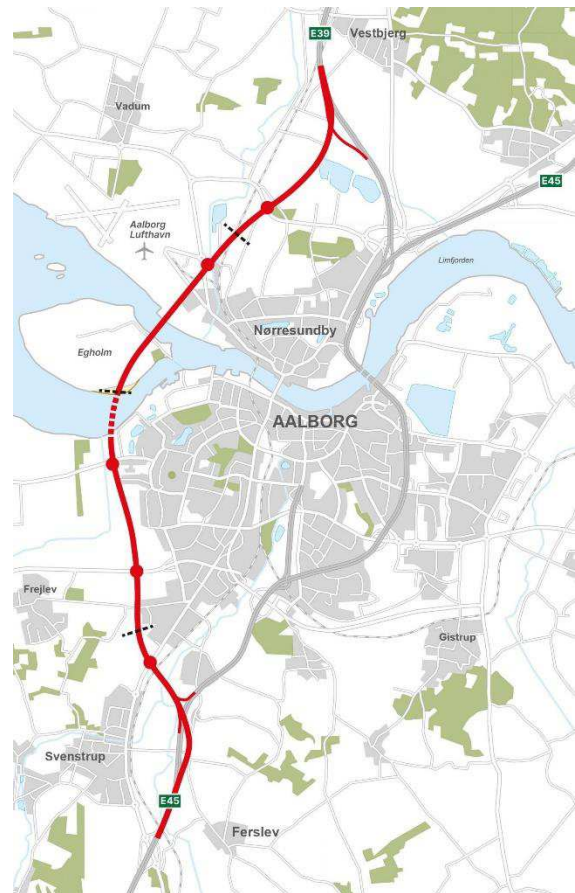 E39
Vestbjerg
Vadum
E45
Aalborg
Lufthavn
Limfjorden
Nørresundby
Egholm
AALBORG
Frejlev
Gistrup
Svenstrup
E45
Ferslev